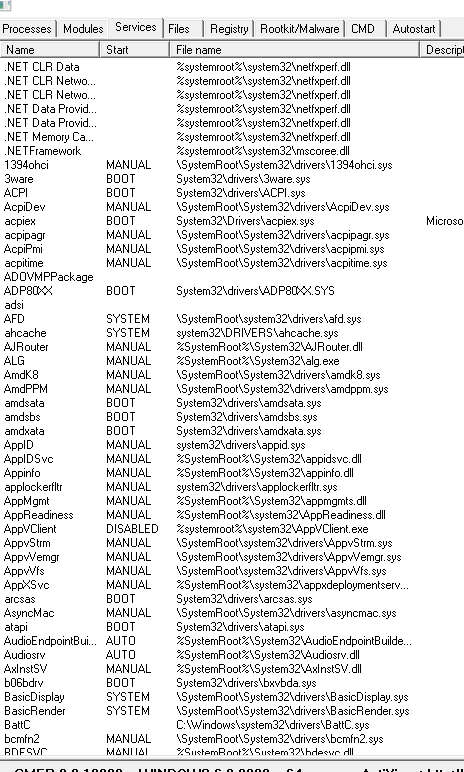 Processes Modules Services Files Registry Rootkit/Malware CMD Autostart
Name Start File name Descript
.NET CLR Data %systemroot%\system32\netfxperf.dll
.NET CLR Netwo... %systemroot%\system32\netfxperf.dll
.NET CLR Netwo... %systemroot%\system32\netfxperf.dll
.NET Data Provid... %systemroot%\system32\netfxperf.dll
.NET Data Provid... %systemroot%\system32\netfxperf.dll
.NET Memory Ca... %systemroot%\system32\netfxperf.dll
.NETFramework %systemroot%\system32\mscoree.dll
1394ohci MANUAL \SystemRoot\System32\drivers\1394ohci.sys
3ware BOOT System32\drivers\3ware.sys
ACPI BOOT System32\drivers\ACPI.sys
AcpiDev MANUAL \SystemRoot\System32\drivers\AcpiDev.sys
acpiex BOOT System32\Drivers\acpiex.sys Microso
acpipagr MANUAL \SystemRoot\System32\drivers\acpipagr.sys
AcpiPmi MANUAL \SystemRoot\System32\drivers\acpipmi.sys
acpitime MANUAL \SystemRoot\System32\drivers\acpitime.sys
ADOVMPPackage
ADP80XX BOOT System32\drivers\ADP80XX.SYS
adsi
AFD SYSTEM \SystemRoot\system32\drivers\afd.sys
ahcache SYSTEM system32\DRIVERS\ahcache.sys
AJRouter MANUAL %SystemRoot%\System32\AJRouter.dll
ALG MANUAL %SystemRoot%\System32\alg.exe
AmdK8 MANUAL \SystemRoot\System32\drivers\amdk8.sys
AmdPPM MANUAL \SystemRoot\System32\drivers\amdppm.sys
amdsata BOOT System32\drivers\amdsata.sys
amdsbs BOOT System32\drivers\amdsbs.sys
amdxata BOOT System32\drivers\amdxata.sys
AppID MANUAL system32\drivers\appid.sys
AppIDSvc MANUAL %SystemRoot%\System32\appidsvc.dll
Appinfo MANUAL %SystemRoot%\System32\appinfo.dll
applockerfltr MANUAL system32\drivers\applockerfltr.sys
AppMgmt MANUAL %SystemRoot%\System32\appmgmts.dll
AppReadiness MANUAL %SystemRoot%\system32\AppReadiness.dll
AppVClient DISABLED %systemroot%\system32\AppVClient.exe
AppvStrm MANUAL \SystemRoot\system32\drivers\AppvStrm.sys
AppvVemgr MANUAL \SystemRoot\system32\drivers\AppvVemgr.sys
AppvVfs MANUAL \SystemRoot\system32\drivers\AppvVfs.sys
AppXSvc MANUAL %SystemRoot%\system32\appxdeploymentserv...
arcsas BOOT System32\drivers\arcsas.sys
AsyncMac MANUAL \SystemRoot\System32\drivers\asyncmac.sys
atapi BOOT System32\drivers\atapi.sys
AudioEndpointBui... AUTO %SystemRoot%\System32\AudioEndpointBuilde...
Audiosrv AUTO %SystemRoot%\System32\Audiosrv.dll
AxInstSV MANUAL %SystemRoot%\System32\AxInstSV.dll
b06bdrv BOOT System32\drivers\bxvbda.sys
BasicDisplay SYSTEM \SystemRoot\System32\drivers\BasicDisplay.sys
BasicRender SYSTEM \SystemRoot\System32\drivers\BasicRender.sys
BattC C:\Windows\system32\drivers\BattC.sys
bcmfn2 MANUAL \SystemRoot\System32\drivers\bcmfn2.sys
BDESVC MANUAL %SystemRoot%\System32\bdesvc.dll